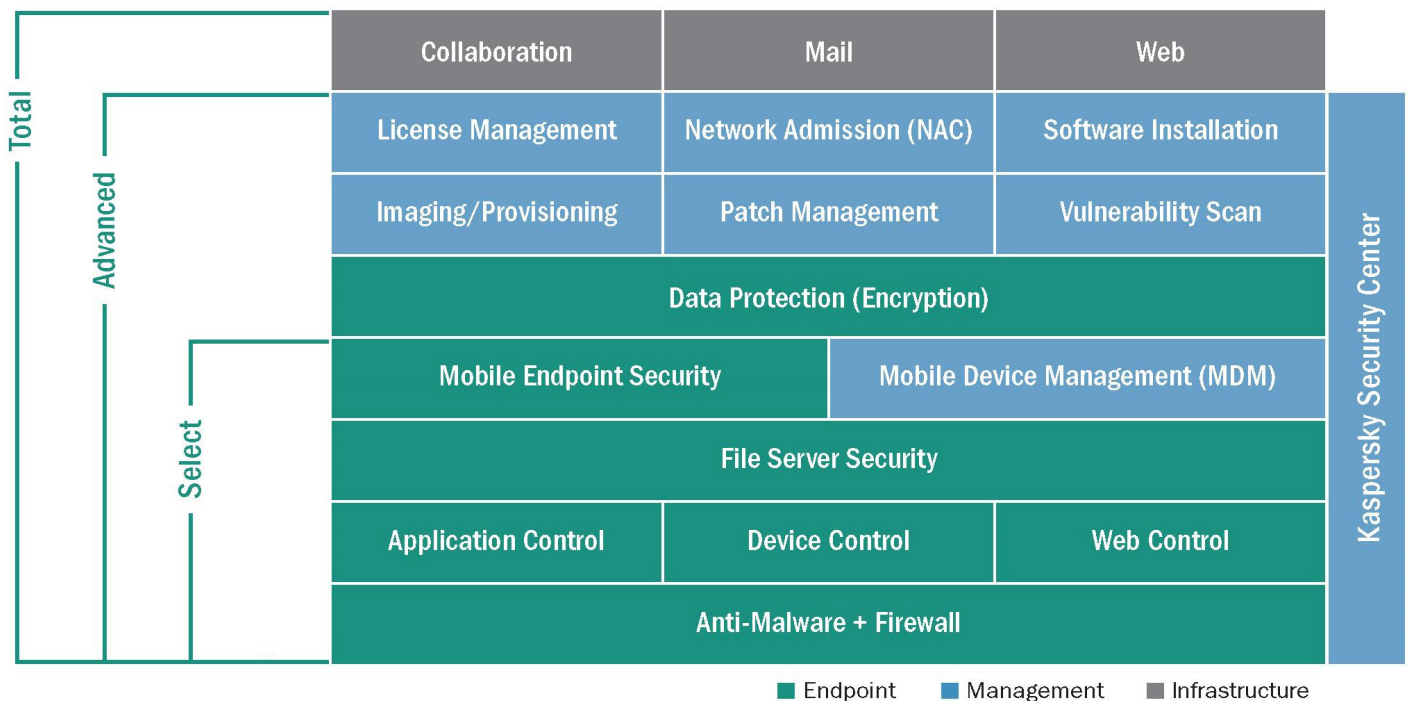 Total
Advanced
Select
Collaboration
Mail
Web
License Management
Network Admission (NAC)
Software Installation
Imaging/Provisioning
Patch Management
Vulnerability Scan
Data Protection (Encryption)
Mobile Endpoint Security
Mobile Device Management (MDM)
File Server Security
Application Control
Device Control
Web Control
Anti-Malware + Firewall
Kaspersky Security Center
Endpoint
Management
Infrastructure